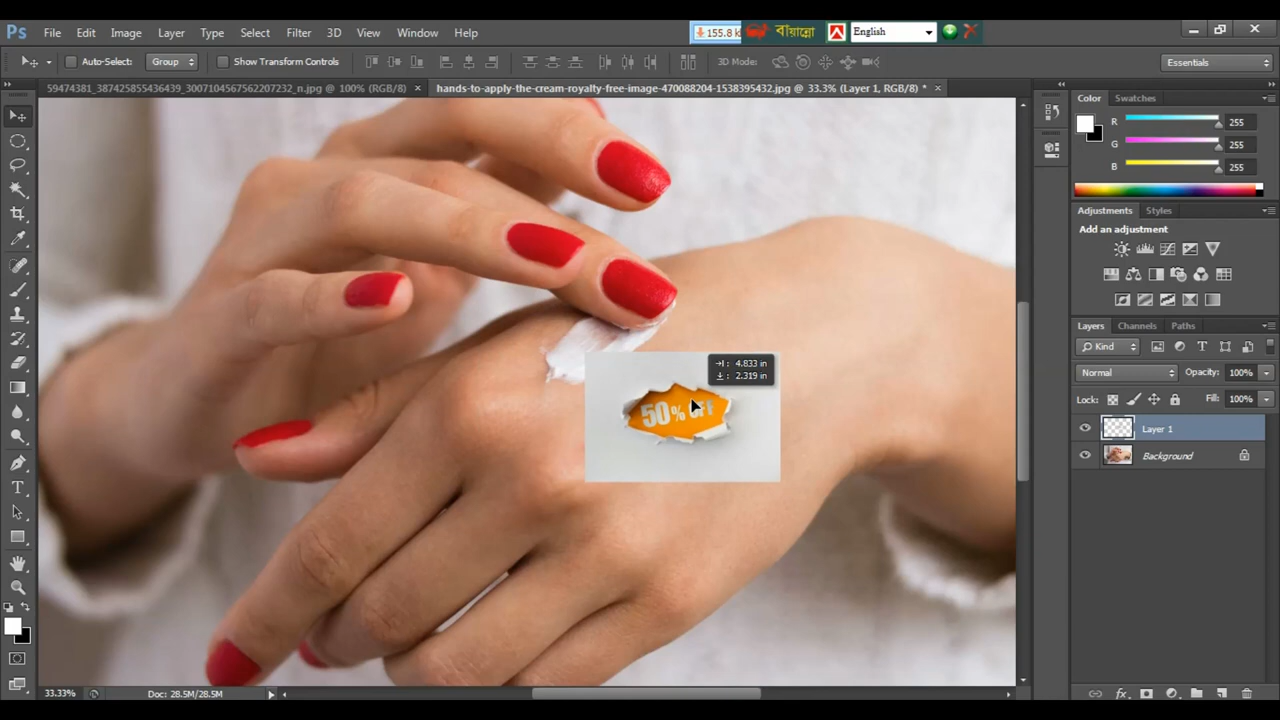 Ps File Edit Image Layer Type Select Filter 3D View Window Help
155.8 বায়ান্নো English
Auto-Select: Group Show Transform Controls 3D Mode: Essentials
59474381_387425855436439_3007104567562207232_n.jpg @ 100% (RGB/8) × hands-to-apply-the-cream-royalty-free-image-470088204-1538395432.jpg @ 33.3% (Layer 1, RGB/8) * ×
Color Swatches
R 255
G 255
B 255
Adjustments Styles
Add an adjustment
Layers Channels Paths
Kind
Normal Opacity: 100%
Lock: Fill: 100%
Layer 1
Background
4.833 in
2.319 in
50% OFF
33.33% Doc: 28.5M/28.5M